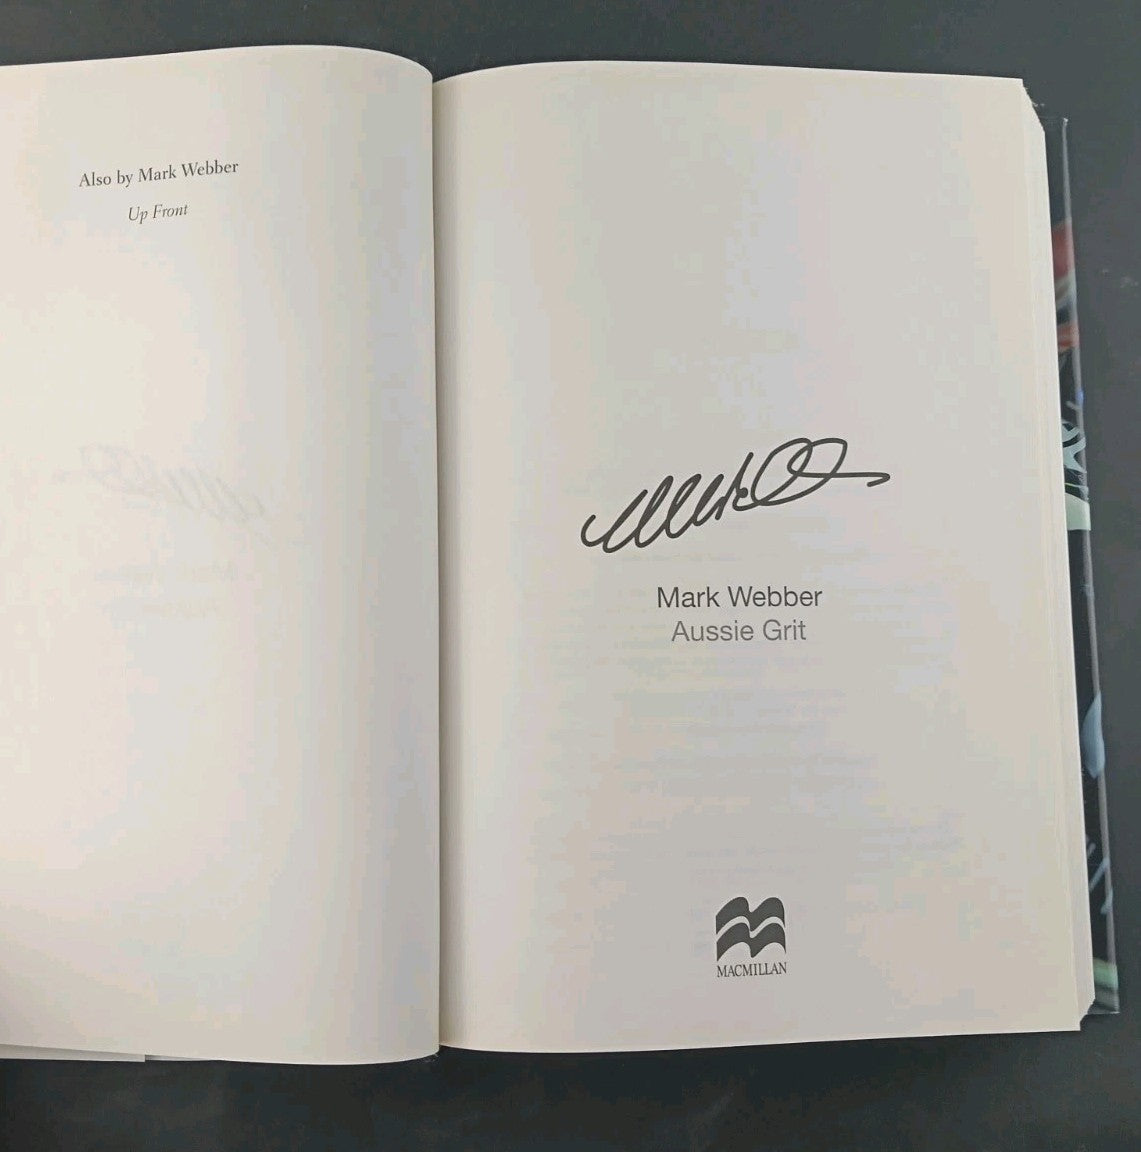 Also by Mark Webber
Up Front
Mark Webber
Aussie Grit
MACMILLAN